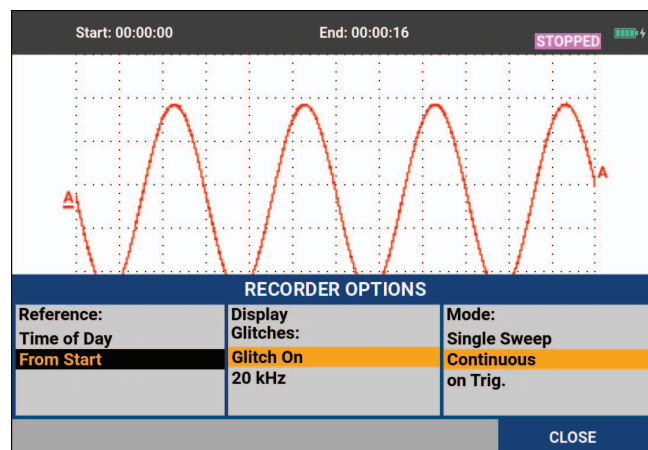 Start: 00:00:00 End: 00:00:16 STOPPED
A A
RECORDER OPTIONS
Reference:
Time of Day
From Start
Display
Glitches:
Glitch On
20 kHz
Mode:
Single Sweep
Continuous
on Trig.
CLOSE